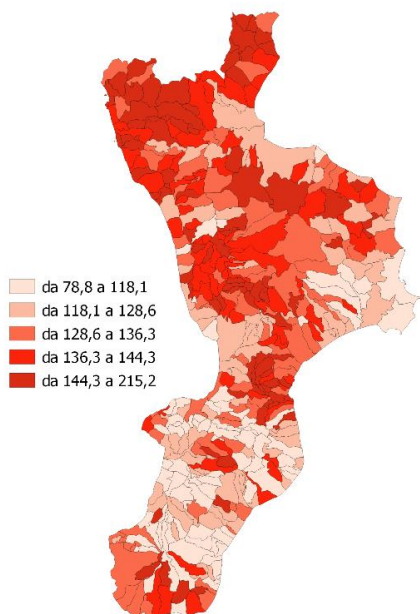 da 78,8 a 118,1
da 118,1 a 128,6
da 128,6 a 136,3
da 136,3 a 144,3
da 144,3 a 215,2